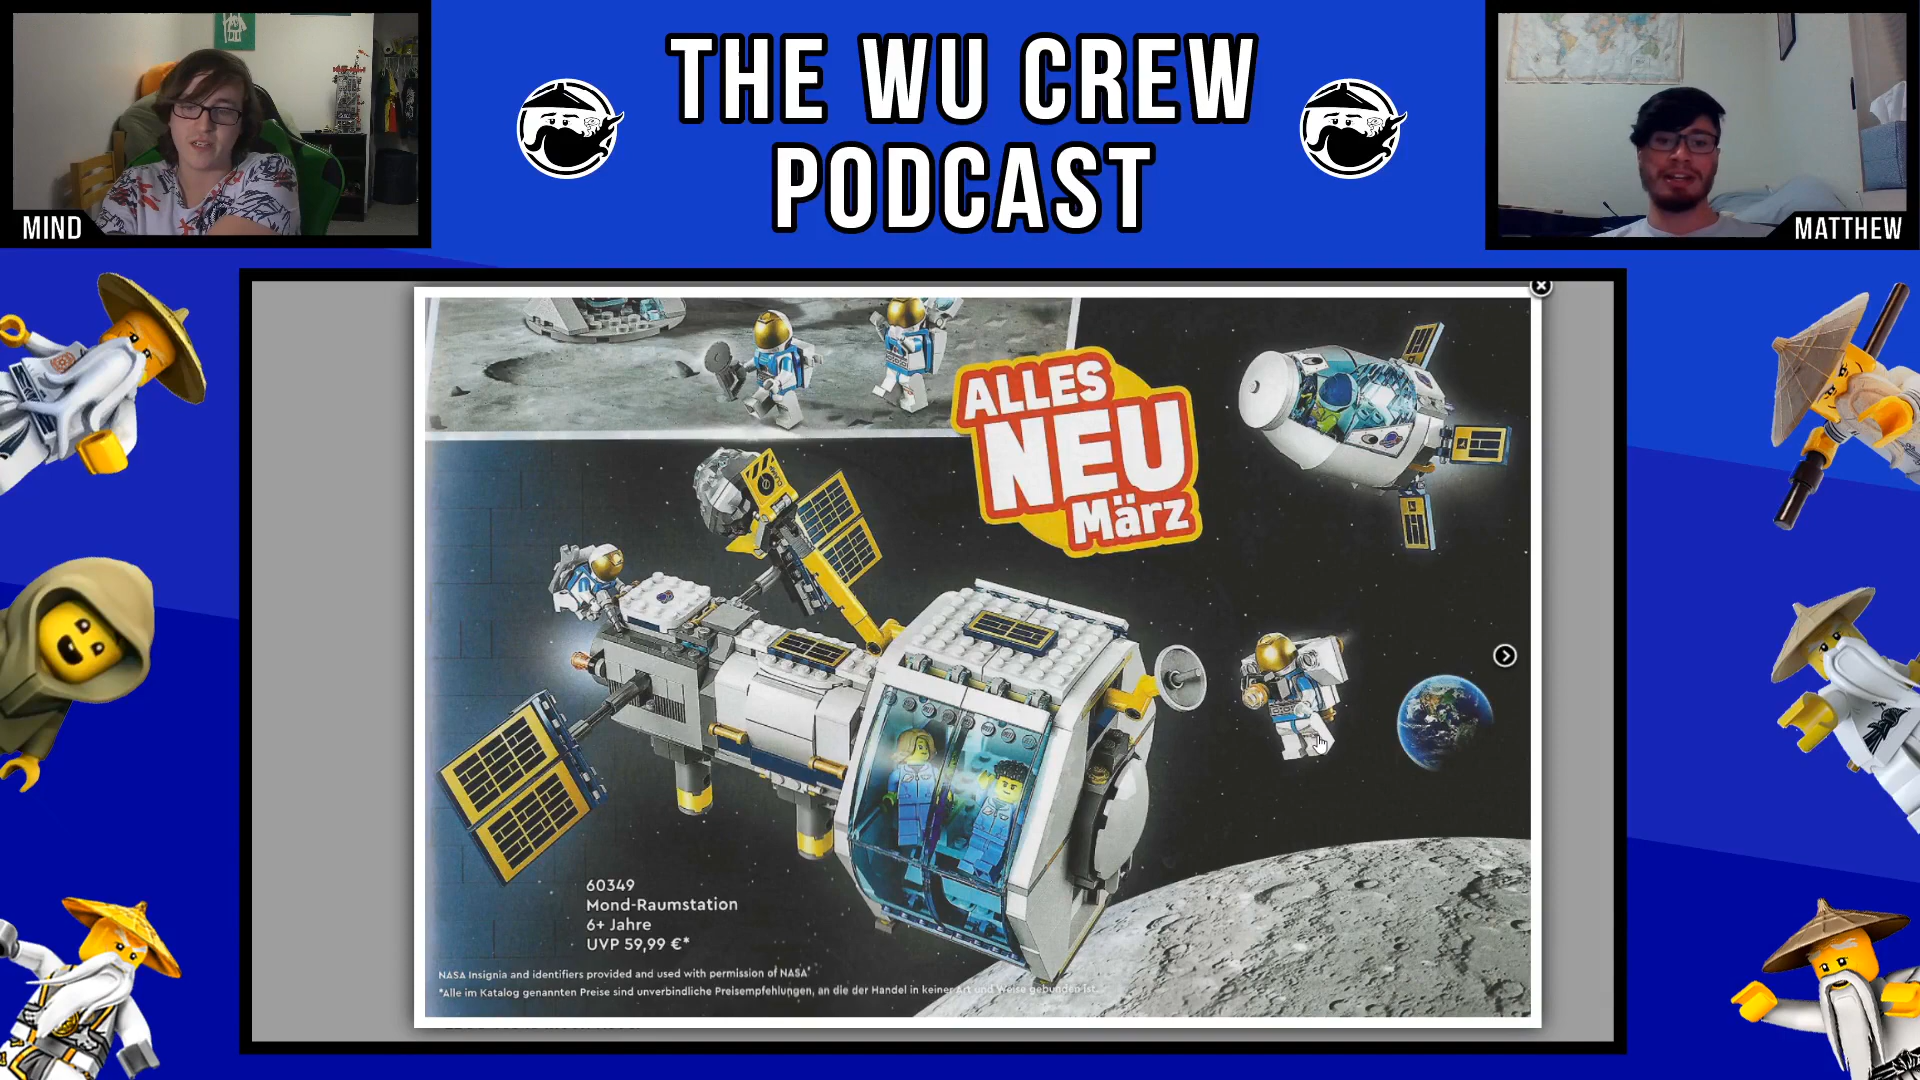 THE WU CREW
PODCAST
MIND
MATTHEW
ALLES
NEU
März
60349
Mond-Raumstation
6+ Jahre
UVP 59,99 €*
NASA Insignia and identifiers provided and used with permission of NASA*
*Alle im Katalog genannten Preise sind unverbindliche Preisempfehlungen, an die der Handel in keiner Art und Weise gebunden ist.